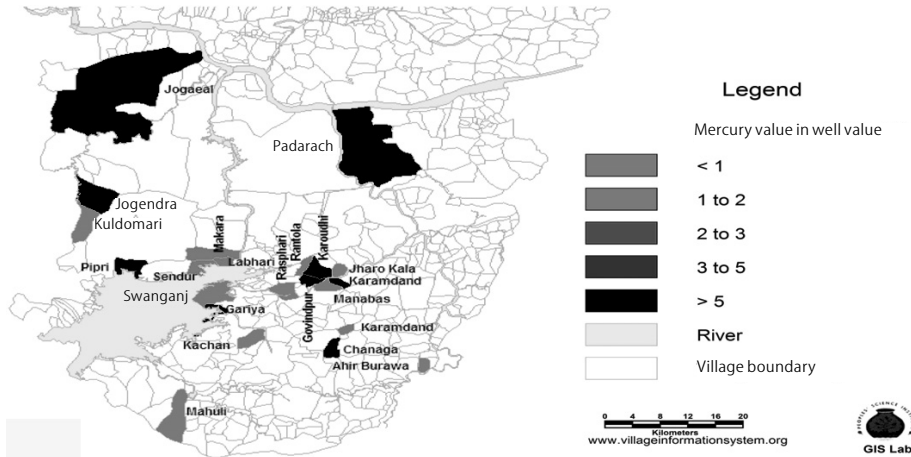 Jogaeal
Padarach
Jogendra
Kuldomari
Makara
Pipri
Sendur
Labhari
Rasphari
Rantola
Karoudhi
Jharo Kala
Karamdand
Manabas
Swanganj
Gariya
Govindpur
Kachan
Karamdand
Chanaga
Ahir Burawa
Mahuli
Legend
Mercury value in well value
< 1
1 to 2
2 to 3
3 to 5
> 5
River
Village boundary
0 4 8 12 16 20
Kilometers
www.villageinformationsystem.org
GIS Lab